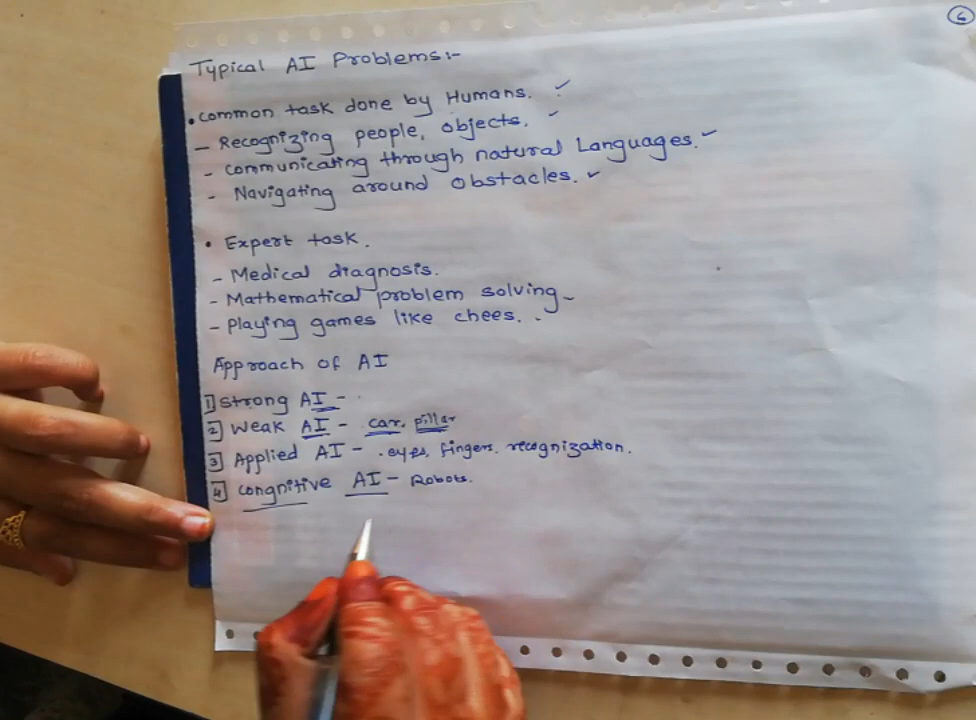 6
Typical AI Problems:-
• common task done by Humans. ✓
- Recognizing people, objects. ✓
- communicating through natural Languages. ✓
- Navigating around obstacles. ✓
• Expert task.
- Medical diagnosis.
- Mathematical problem solving
- Playing games like chees.
Approach of AI
1] Strong AI -
2] Weak AI - car, pillar
3] Applied AI - eyes, fingers. recognization.
4] congnitive AI - Robots.